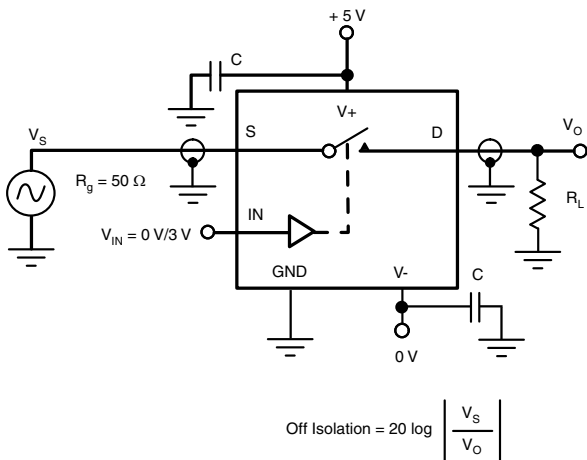 + 5 V
C
V+
V_S
S
D
V_O
R_g = 50 Ω
R_L
IN
V_IN = 0 V/3 V
GND
V-
C
0 V
Off Isolation = 20 log | V_S / V_O |